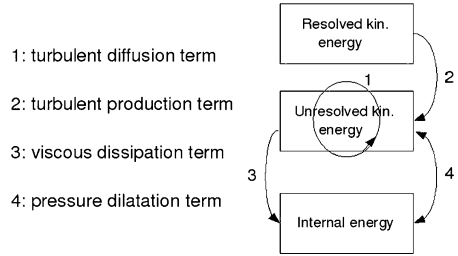 1: turbulent diffusion term
2: turbulent production term
3: viscous dissipation term
4: pressure dilatation term
Resolved kin.
energy
1
2
Unresolved kin.
energy
3
4
Internal energy